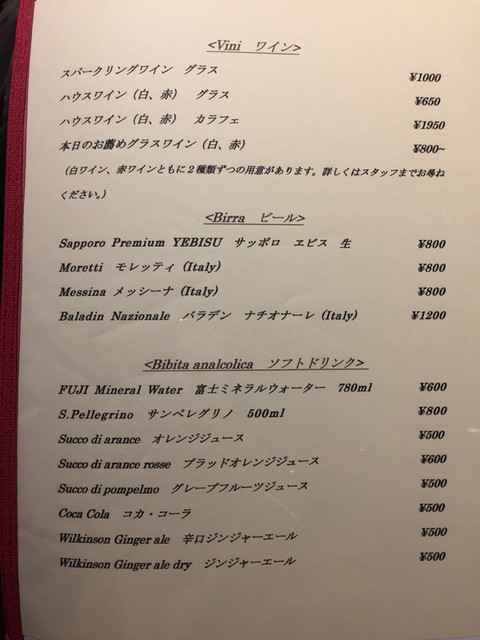 <Vini　ワイン>
スパークリングワイン　グラス　¥1000
ハウスワイン（白、赤）　グラス　¥650
ハウスワイン（白、赤）　カラフェ　¥1950
本日のお薦めグラスワイン（白、赤）　¥800~
（白ワイン、赤ワインともに２種類ずつの用意があります。詳しくはスタッフまでお尋ね
ください。）
<Birra　ビール>
Sapporo Premium YEBISU　サッポロ　ヱビス　生　¥800
Moretti　モレッティ (Italy)　¥800
Messina メッシーナ (Italy)　¥800
Baladin Nazionale　バラデン　ナチオナーレ (Italy)　¥1200
<Bibita analcolica　ソフトドリンク>
FUJI Mineral Water　富士ミネラルウォーター　780ml　¥600
S.Pellegrino　サンペレグリノ　500ml　¥800
Succo di arance　オレンジジュース　¥500
Succo di arance rosse　ブラッドオレンジジュース　¥600
Succo di pompelmo　グレープフルーツジュース　¥500
Coca Cola　コカ・コーラ　¥500
Wilkinson Ginger ale　辛口ジンジャーエール　¥500
Wilkinson Ginger ale dry　ジンジャーエール　¥500